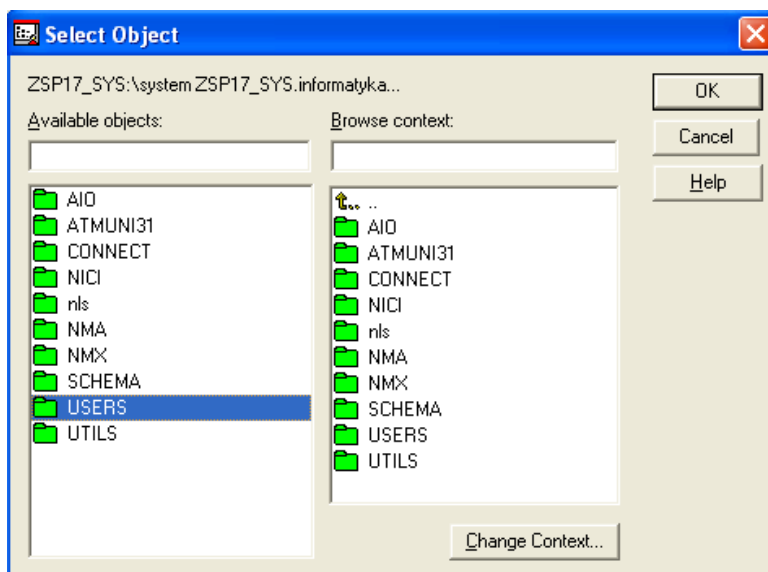 Select Object
ZSP17_SYS:\system ZSP17_SYS.informatyka...
Available objects:
AIO
ATMUNI31
CONNECT
NICI
nls
NMA
NMX
SCHEMA
USERS
UTILS
Browse context:
..
AIO
ATMUNI31
CONNECT
NICI
nls
NMA
NMX
SCHEMA
USERS
UTILS
Change Context...
OK
Cancel
Help